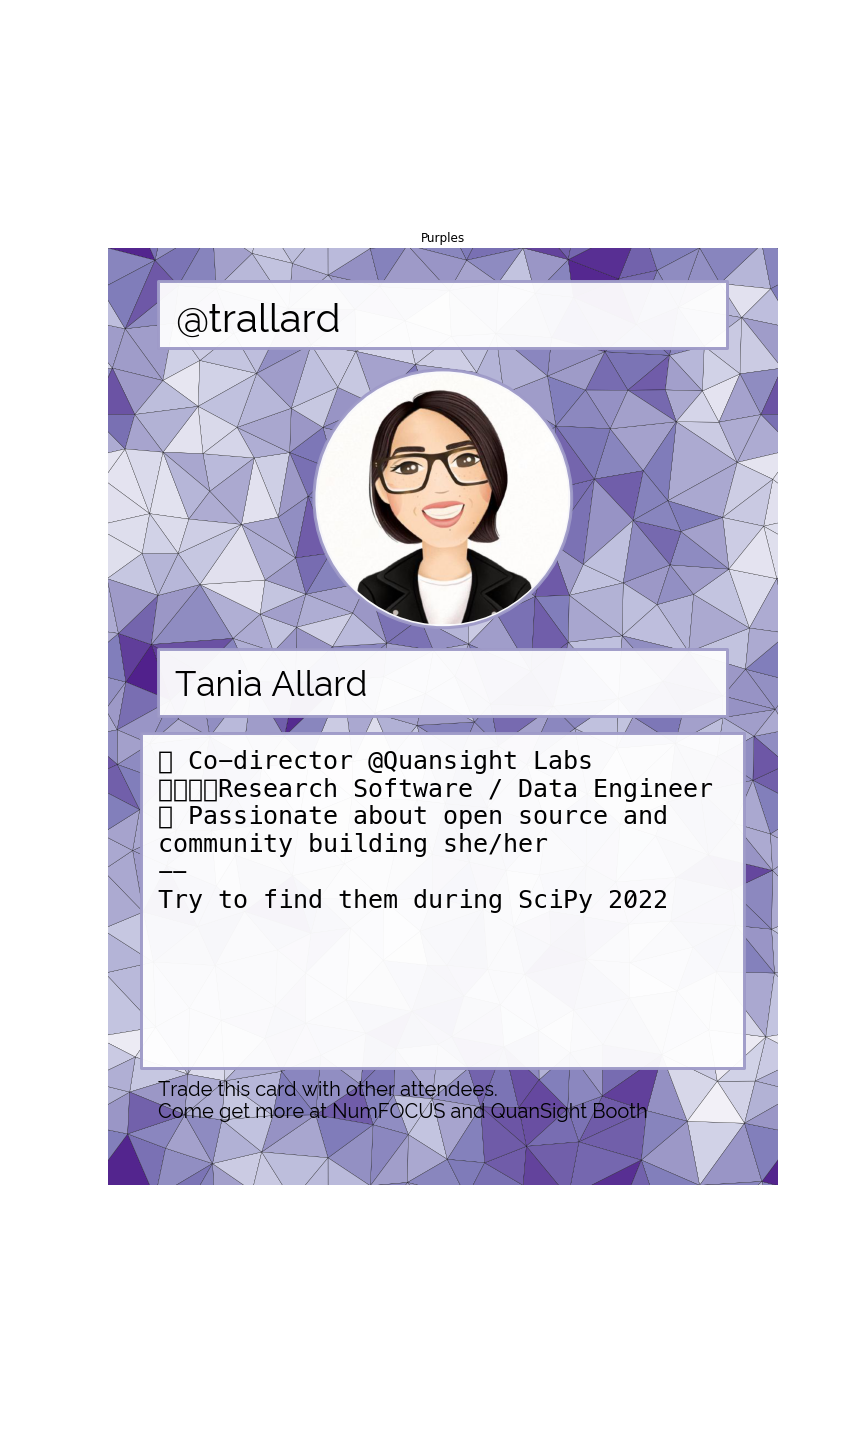 Purples
@trallard
Tania Allard
▯ Co−director @Quansight Labs
▯▯▯▯Research Software / Data Engineer
▯ Passionate about open source and
community building she/her
−−
Try to find them during SciPy 2022
Trade this card with other attendees.
Come get more at NumFOCUS and QuanSight Booth